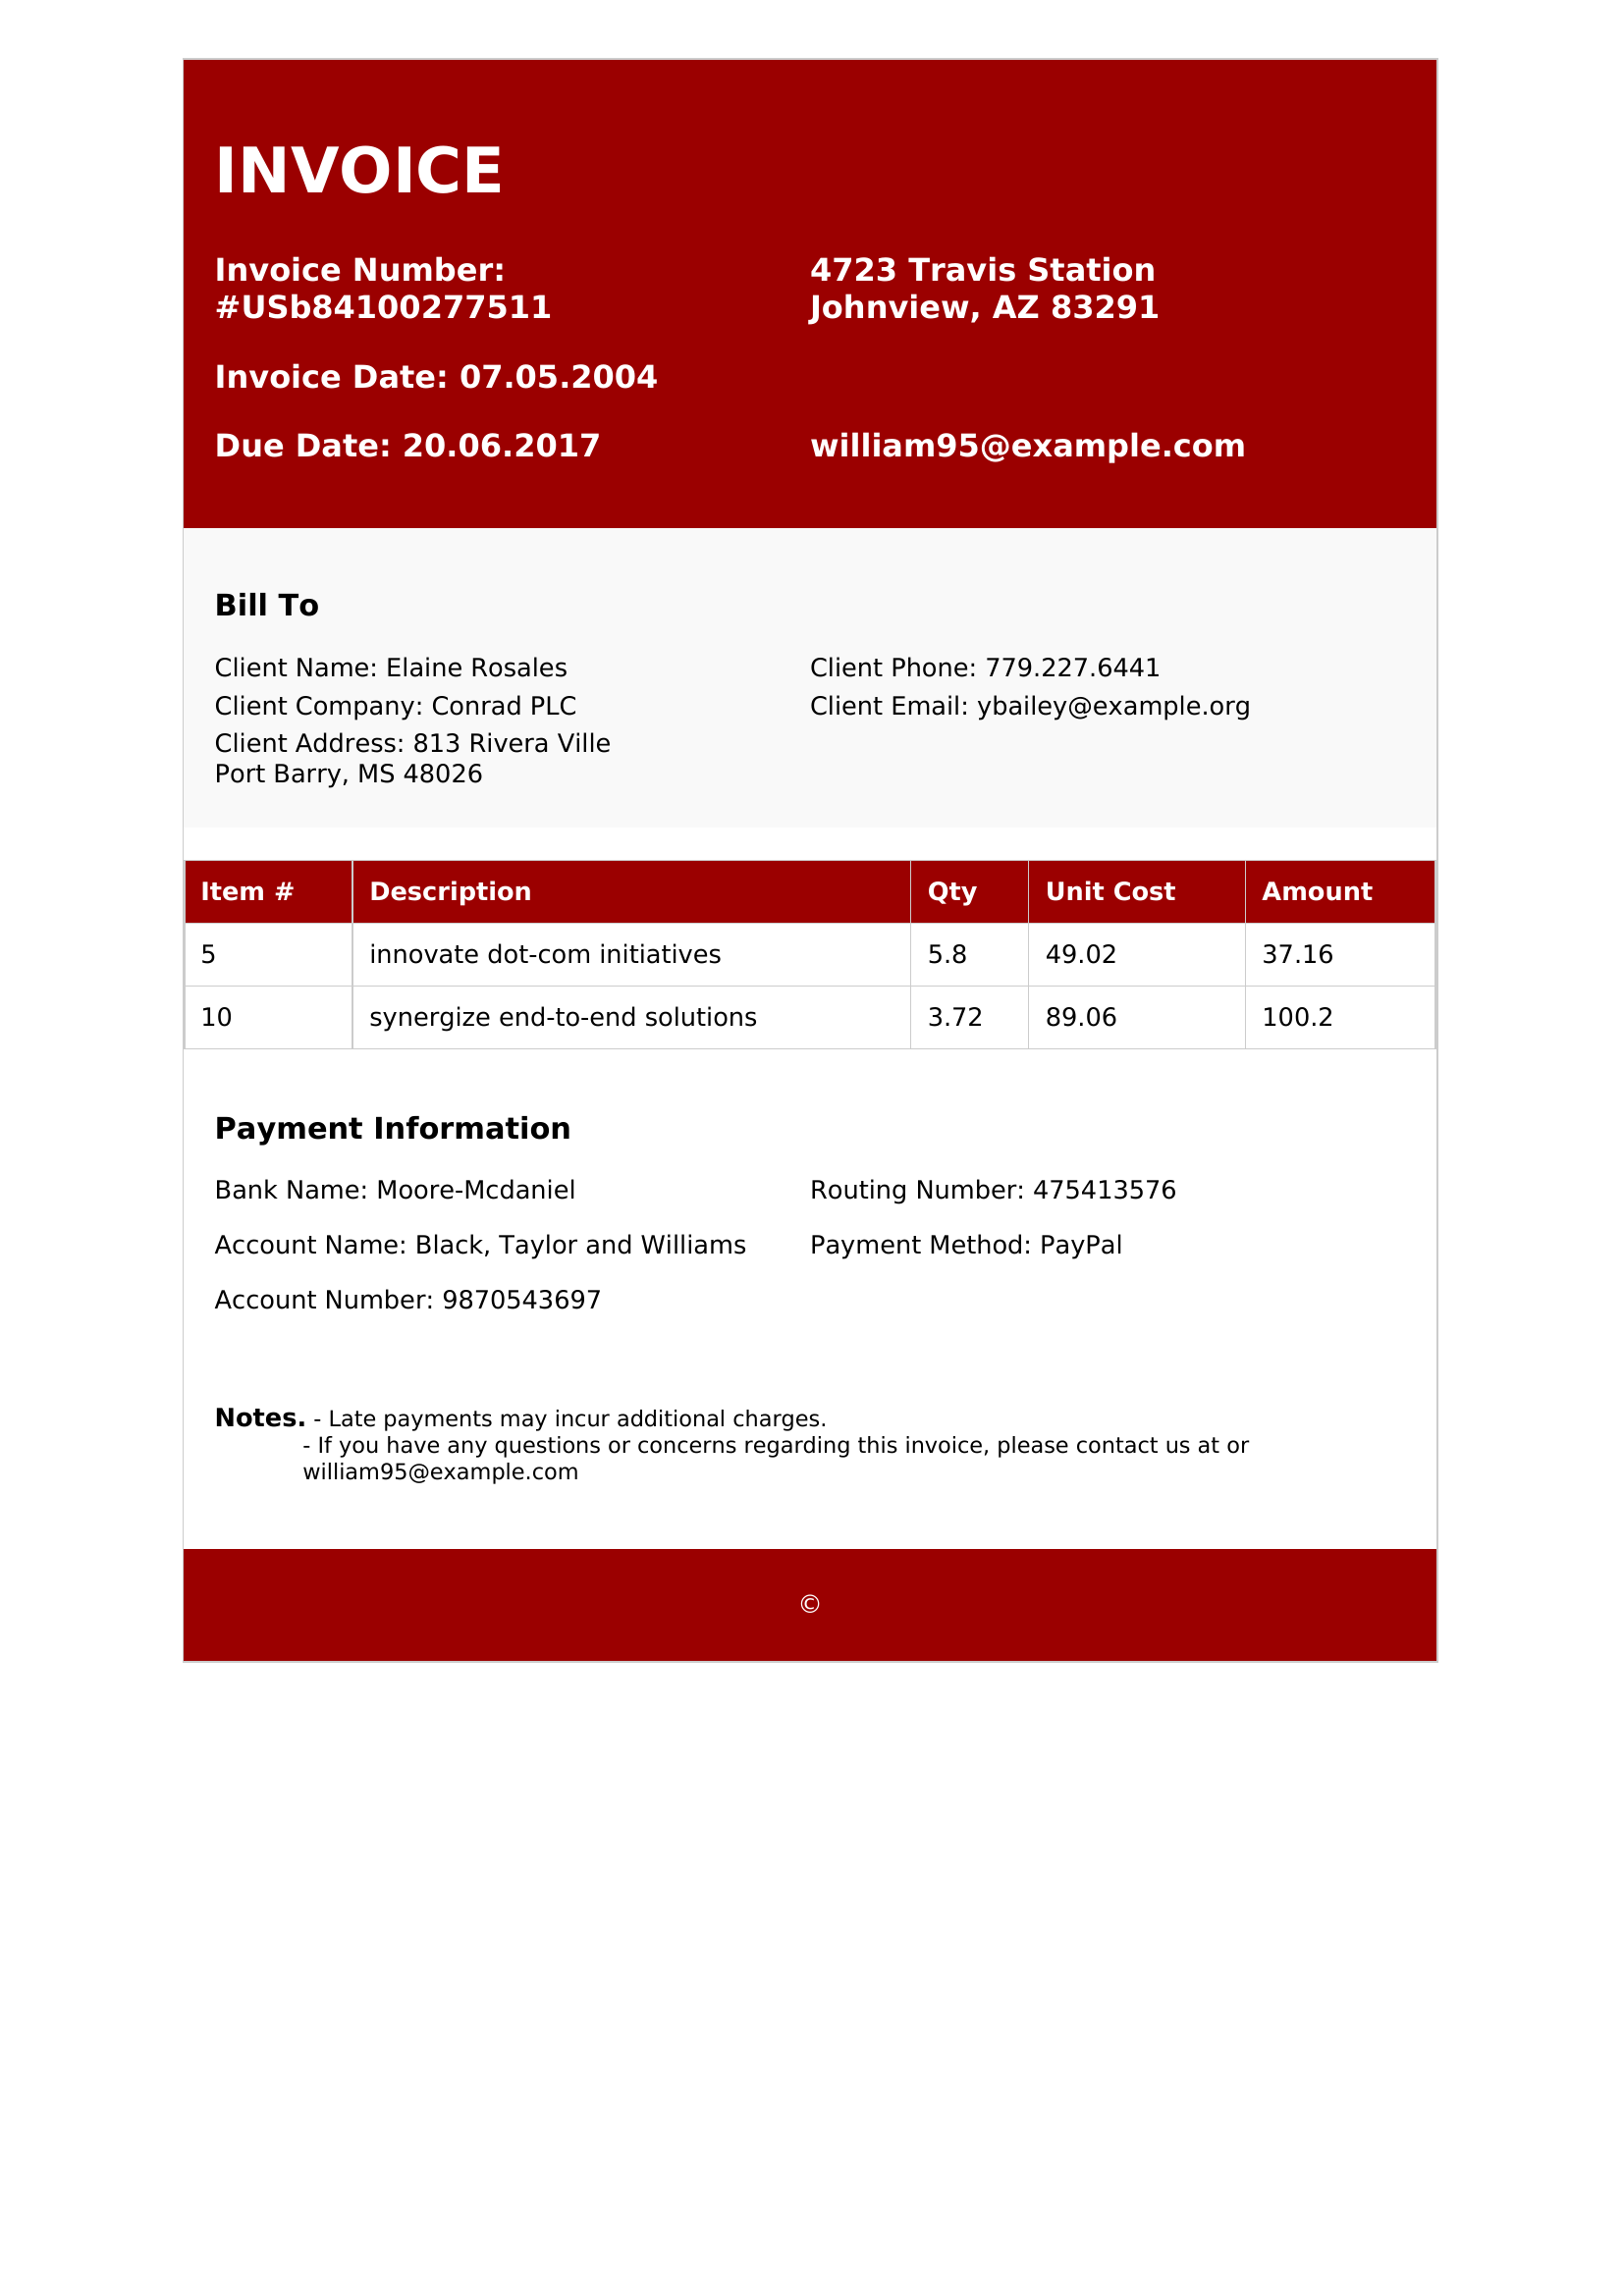 INVOICE
Invoice Number:
#USb84100277511
4723 Travis Station
Johnview, AZ 83291
Invoice Date: 07.05.2004
Due Date: 20.06.2017
william95@example.com
Bill To
Client Name: Elaine Rosales
Client Phone: 779.227.6441
Client Company: Conrad PLC
Client Email: ybailey@example.org
Client Address: 813 Rivera Ville
Port Barry, MS 48026
Item # Description Qty Unit Cost Amount
5 innovate dot-com initiatives 5.8 49.02 37.16
10 synergize end-to-end solutions 3.72 89.06 100.2
Payment Information
Bank Name: Moore-Mcdaniel
Routing Number: 475413576
Account Name: Black, Taylor and Williams
Payment Method: PayPal
Account Number: 9870543697
Notes. - Late payments may incur additional charges.
- If you have any questions or concerns regarding this invoice, please contact us at or
william95@example.com
©